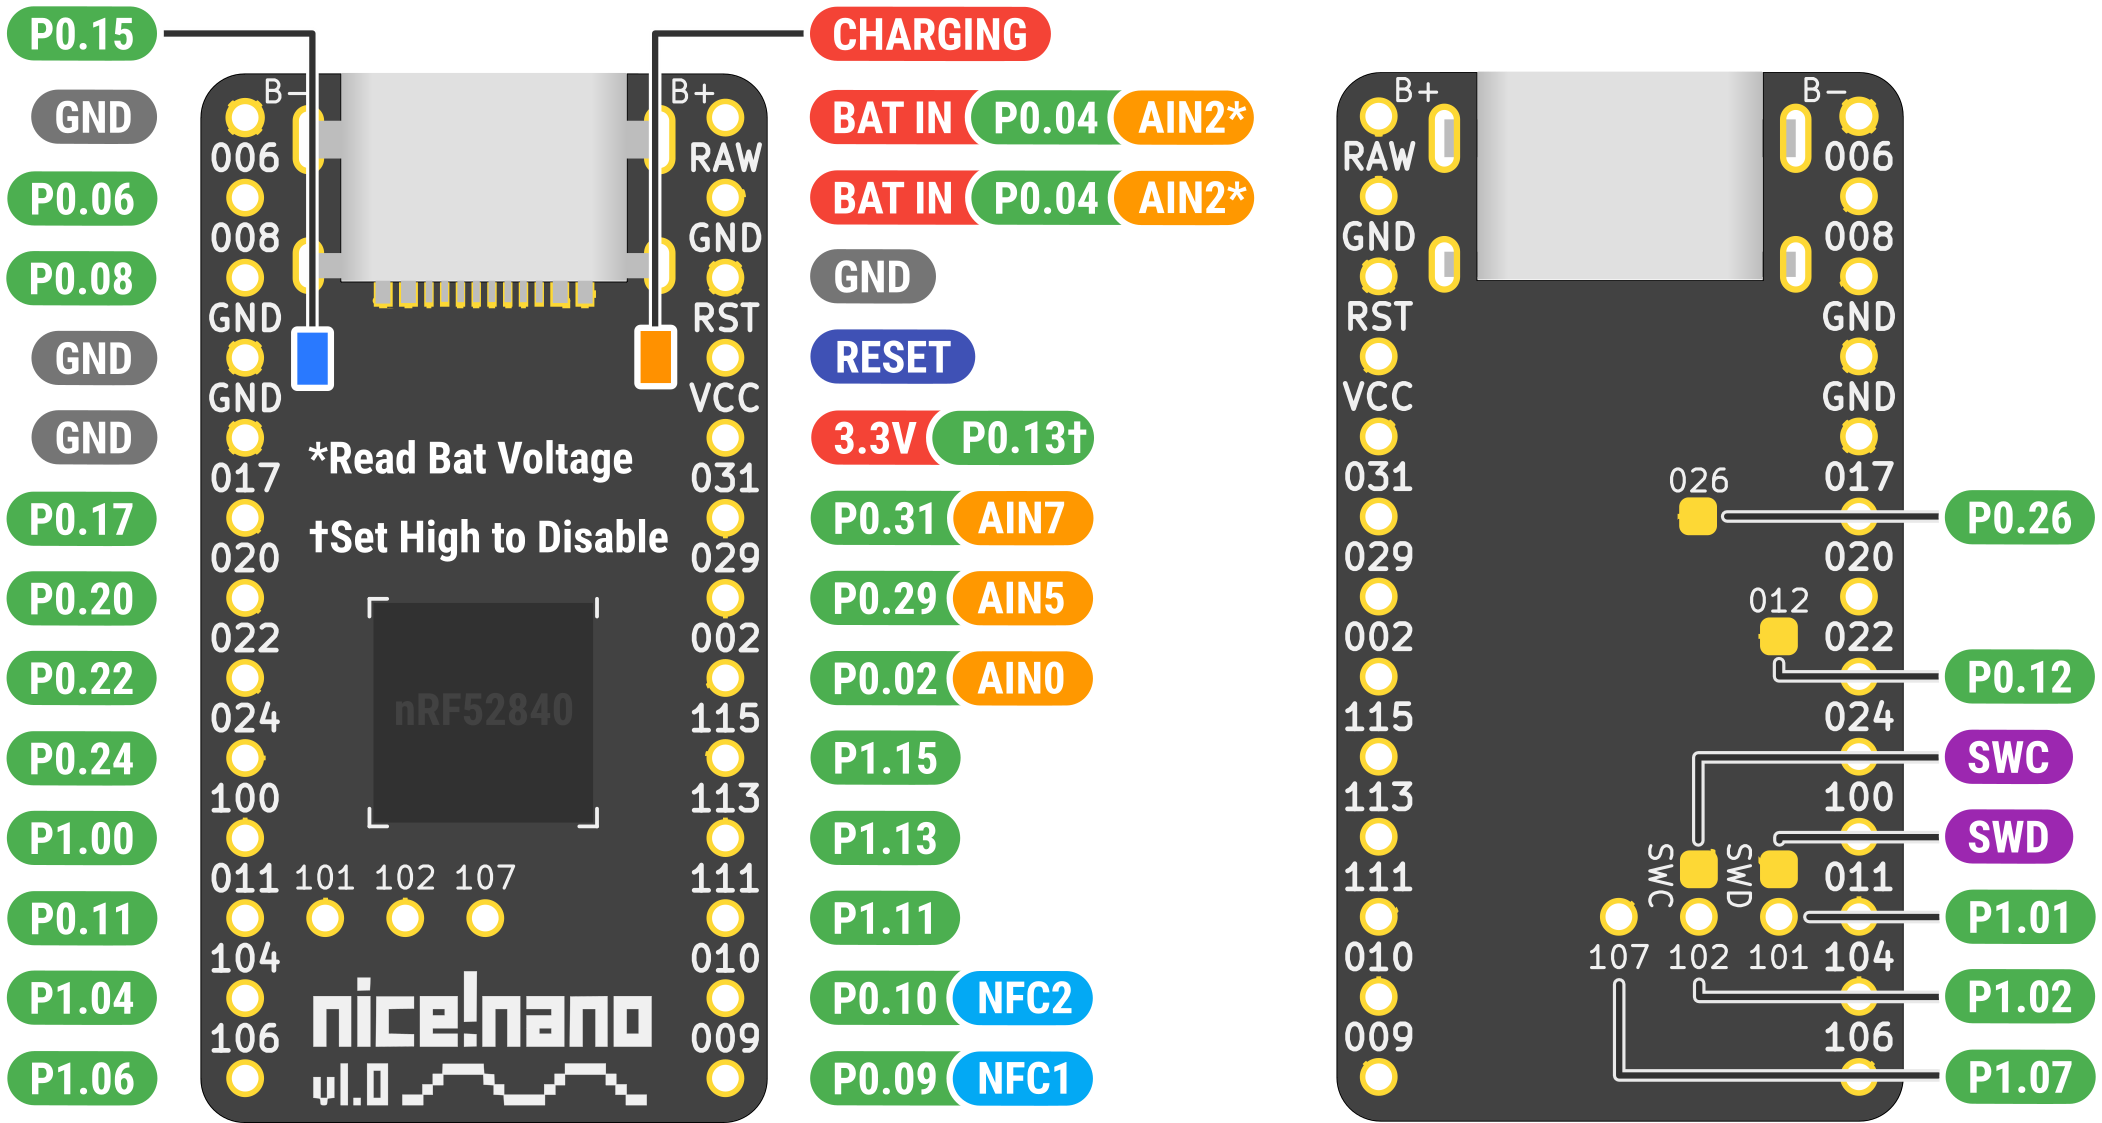 P0.15
CHARGING
B-
B+
GND
BAT IN P0.04 AIN2*
006
RAW
P0.06
BAT IN P0.04 AIN2*
008
GND
P0.08
GND
GND
RST
GND
RESET
GND
VCC
GND
3.3V P0.13†
*Read Bat Voltage
017
031
P0.17
P0.31 AIN7
†Set High to Disable
020
029
P0.20
P0.29 AIN5
022
002
P0.22
P0.02 AIN0
nRF52840
024
115
P0.24
P1.15
100
113
P1.00
P1.13
011
101 102 107
111
P0.11
P1.11
104
010
P1.04
P0.10 NFC2
nice!nano
106
009
P1.06
v1.0
P0.09 NFC1
B+
B-
RAW
006
GND
008
RST
GND
VCC
GND
031
026
017
P0.26
029
020
012
002
022
P0.12
115
024
SWC
113
100
SWD
SWC
SWD
111
011
P1.01
010
107 102 101
104
P1.02
009
106
P1.07